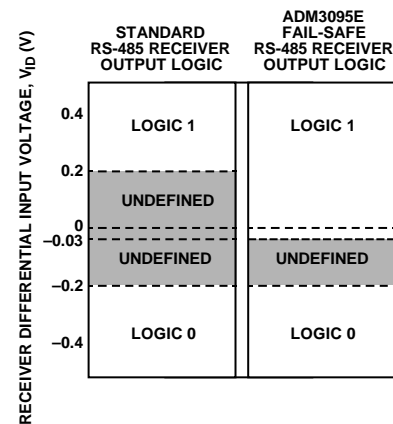 STANDARD
RS-485 RECEIVER
OUTPUT LOGIC
ADM3095E
FAIL-SAFE
RS-485 RECEIVER
OUTPUT LOGIC
RECEIVER DIFFERENTIAL INPUT VOLTAGE, VID (V)
0.4
0.2
0
–0.03
–0.2
–0.4
LOGIC 1
UNDEFINED
UNDEFINED
LOGIC 0
LOGIC 1
UNDEFINED
LOGIC 0